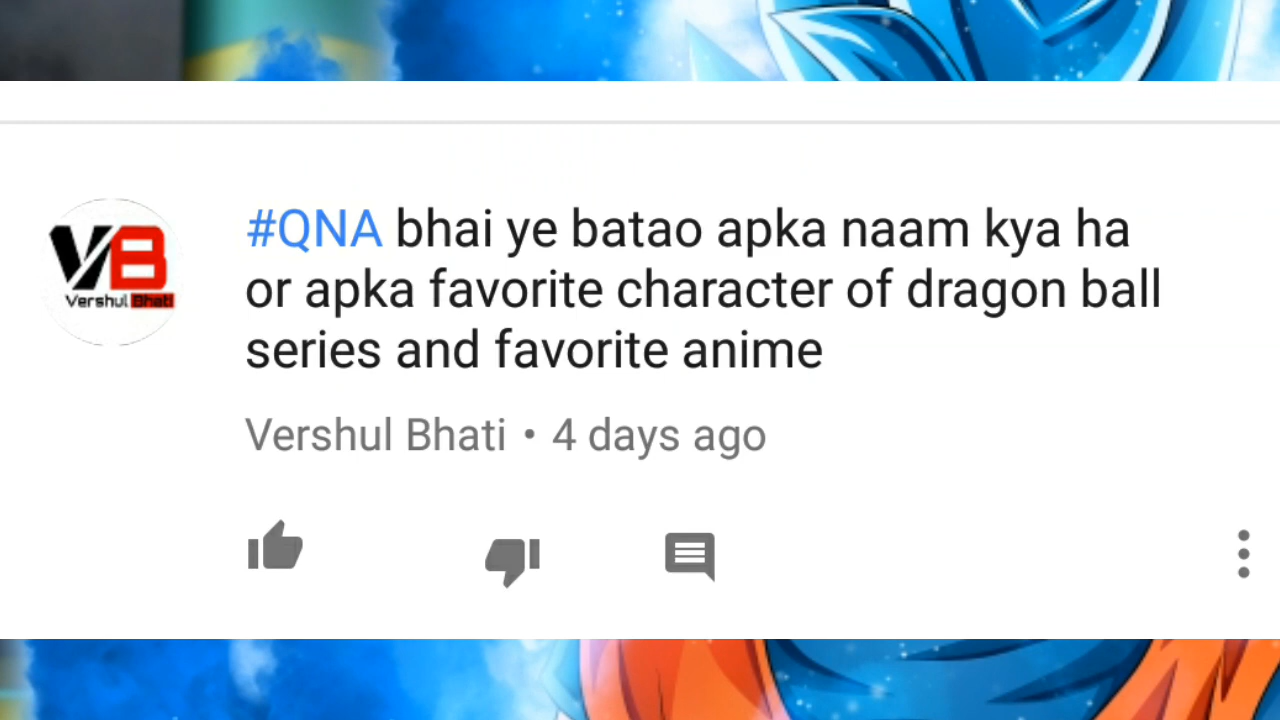 VB
Vershul Bhati
#QNA bhai ye batao apka naam kya ha
or apka favorite character of dragon ball
series and favorite anime
Vershul Bhati • 4 days ago